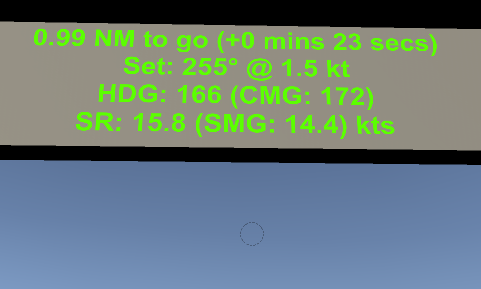 0.99 NM to go (+0 mins 23 secs)
Set: 255° @ 1.5 kt
HDG: 166 (CMG: 172)
SR: 15.8 (SMG: 14.4) kts